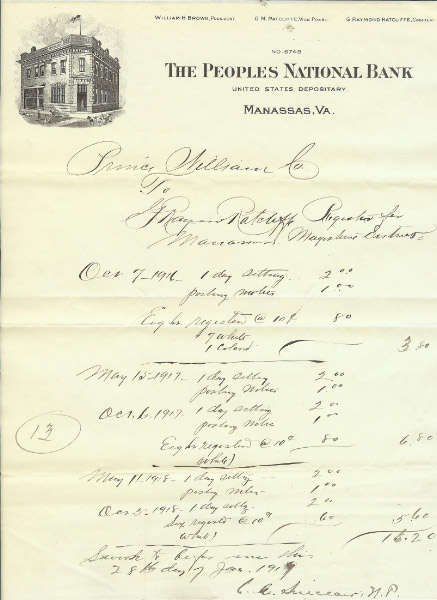 William H. Brown, President. G. M. Ratcliffe, Vice Prest. G. Raymond Ratcliffe, Cashier
NO. 6748
The Peoples National Bank
UNITED STATES DEPOSITARY
Manassas, Va.
Prince William Co
To
G Raymond Ratcliffe Registrar for
Manassas Magisterial District
Oct 7-1916 1 day sitting 2 00
posting notices 1 00
Eight registered @ 10¢ 80
7 white
1 Colored 3 80
May 15-1917- 1 day sitting 2 00
posting notices 1 00
Oct 6. 1917. 1 day sitting 2 00
posting notice 1 00
13
Eight registered @ 10¢ 80 6.80
White)
May 11-1918- 1 day sitting 2 00
posting notice 1 00
Oct 5-1918- 1 day sitting 2 00
Six registered @ 10¢ 60 5.60
White) 16.20
Sworn to before me this
28th day of Jan. 1919
C. A. Sinclair, N.P.